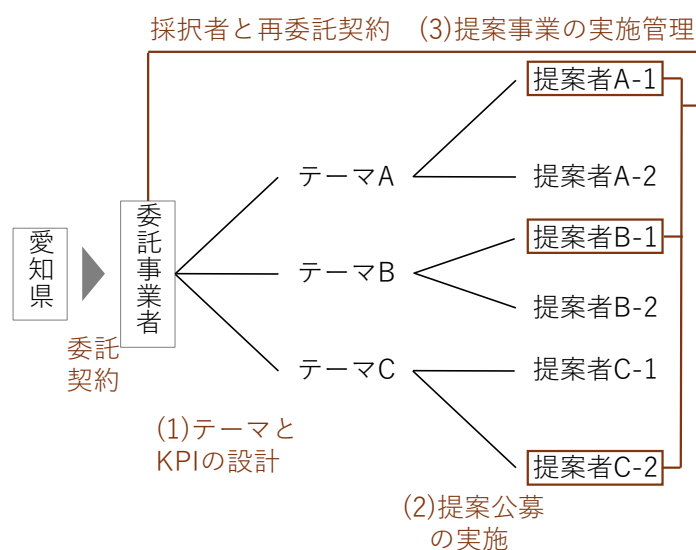 採択者と再委託契約 (3)提案事業の実施管理
提案者A-1
テーマA
提案者A-2
委託事業者
愛知県
提案者B-1
テーマB
提案者B-2
委託
契約
テーマC
提案者C-1
(1)テーマと
KPIの設計
提案者C-2
(2)提案公募
の実施